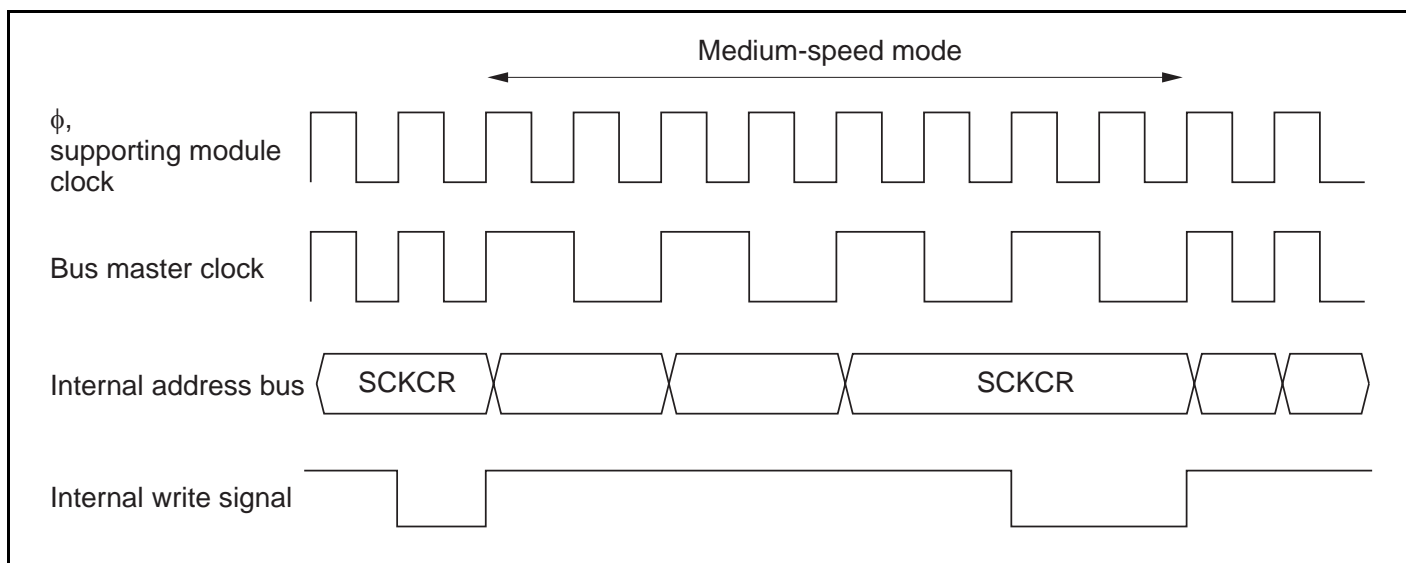 Medium-speed mode
ϕ,
supporting module
clock
Bus master clock
Internal address bus
SCKCR
SCKCR
Internal write signal